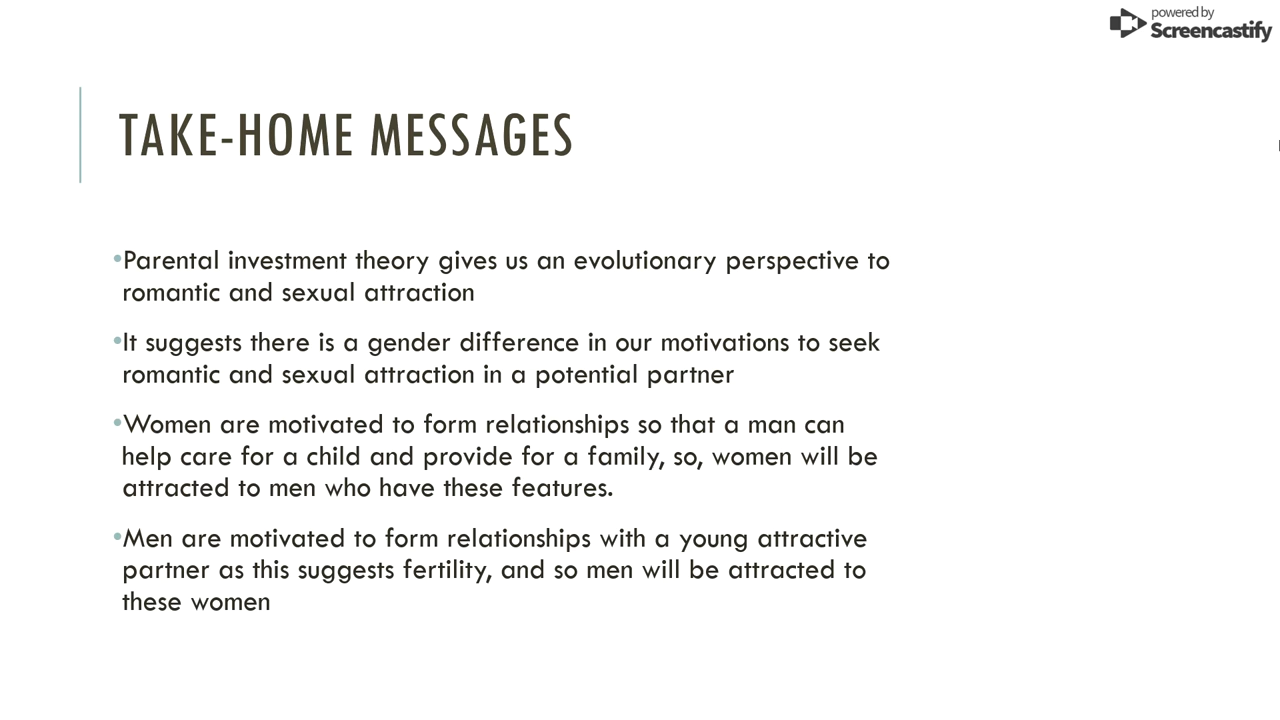 powered by
Screencastify
TAKE-HOME MESSAGES
•Parental investment theory gives us an evolutionary perspective to
romantic and sexual attraction
•It suggests there is a gender difference in our motivations to seek
romantic and sexual attraction in a potential partner
•Women are motivated to form relationships so that a man can
help care for a child and provide for a family, so, women will be
attracted to men who have these features.
•Men are motivated to form relationships with a young attractive
partner as this suggests fertility, and so men will be attracted to
these women